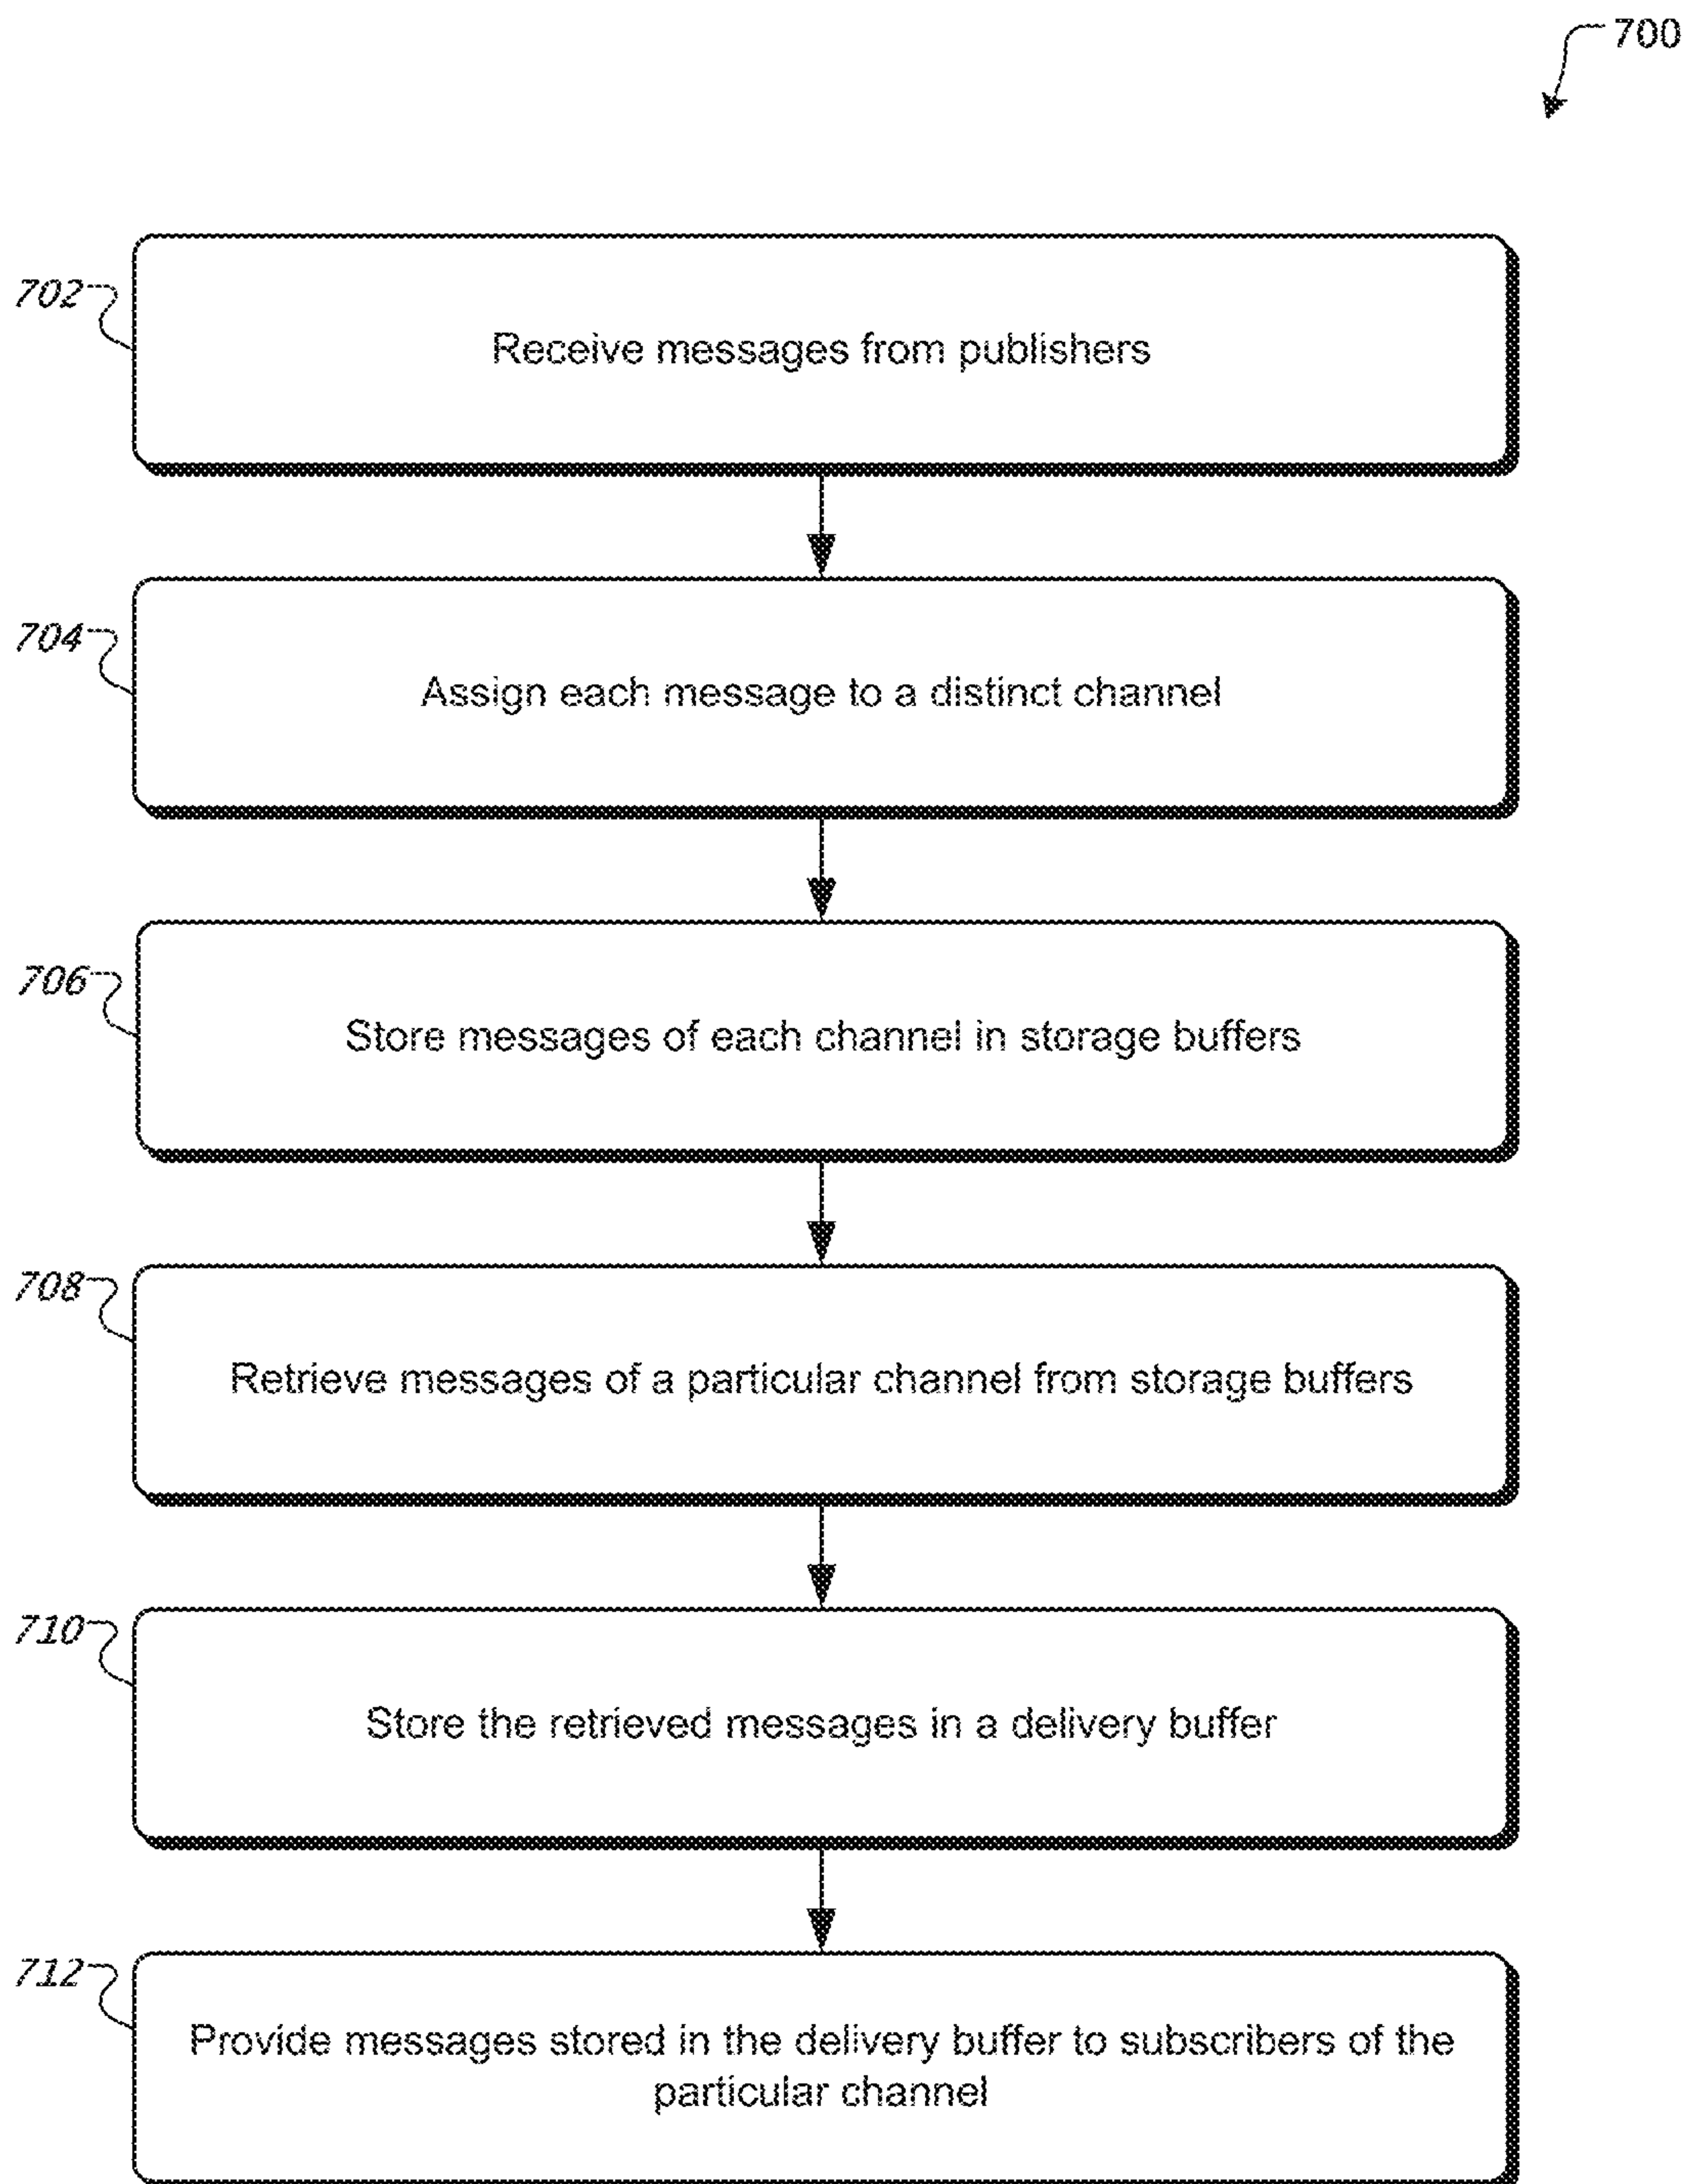 700
702
Receive messages from publishers
704
Assign each message to a distinct channel
706
Store messages of each channel in storage buffers
708
Retrieve messages of a particular channel from storage buffers
710
Store the retrieved messages in a delivery buffer
712
Provide messages stored in the delivery buffer to subscribers of the
particular channel